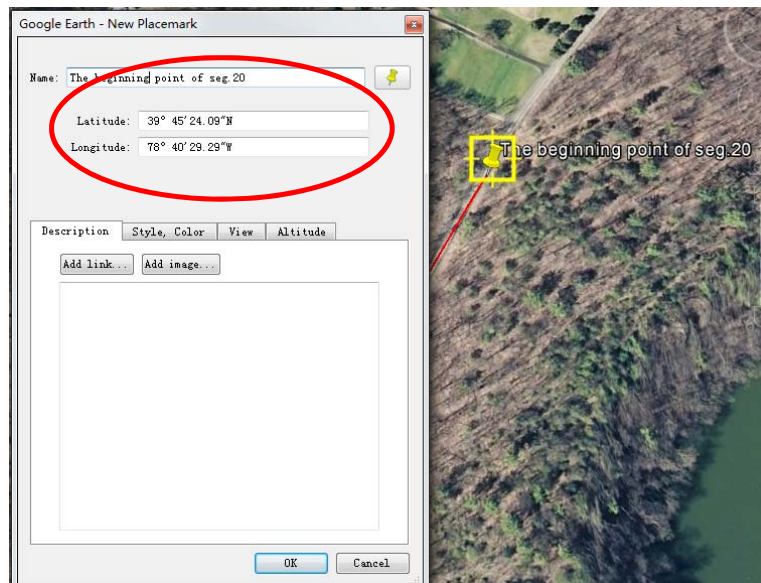 Google Earth - New Placemark
Name: The beginning point of seg.20
Latitude: 39° 45'24.09"N
Longitude: 78° 40'29.29"W
Description Style, Color View Altitude
Add link... Add image...
OK Cancel
The beginning point of seg.20